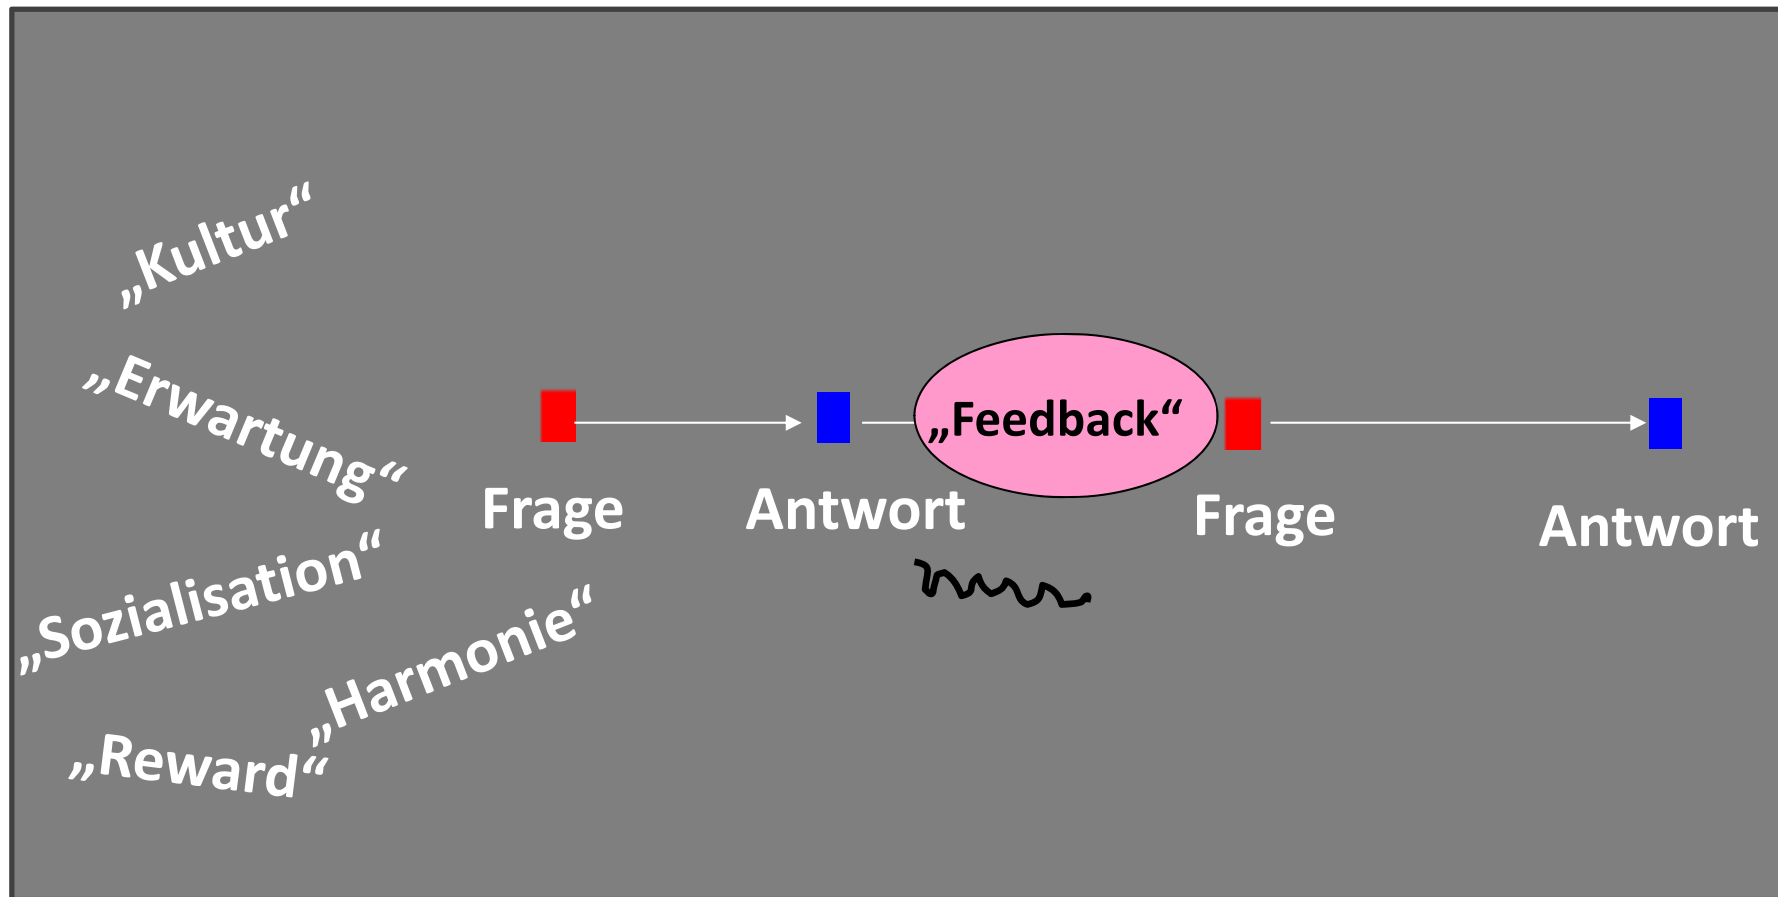 „Kultur“
„Erwartung“
„Sozialisation“
„Harmonie“
„Reward“
Frage
Antwort
„Feedback“
Frage
Antwort